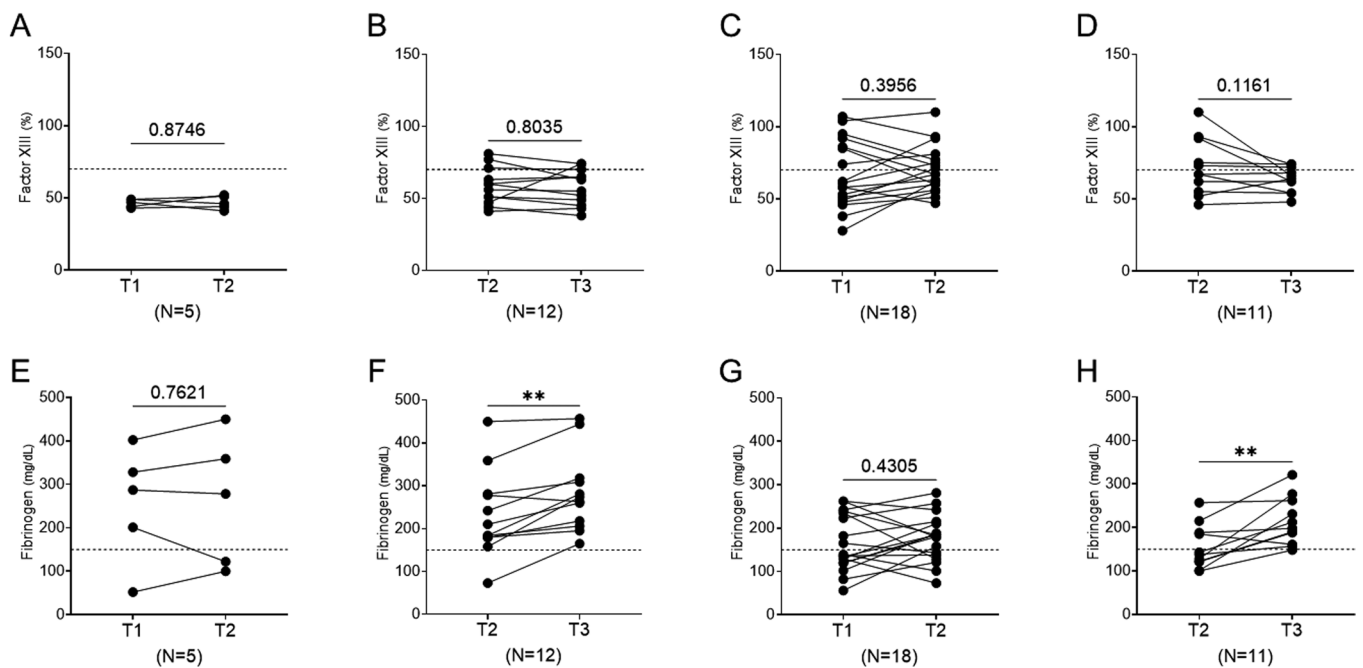 A
Factor XIII (%)
150
100
50
0
0.8746
T1 T2
(N=5)
B
Factor XIII (%)
150
100
50
0
0.8035
T2 T3
(N=12)
C
Factor XIII (%)
150
100
50
0
0.3956
T1 T2
(N=18)
D
Factor XIII (%)
150
100
50
0
0.1161
T2 T3
(N=11)
E
Fibrinogen (mg/dL)
500
400
300
200
100
0
0.7621
T1 T2
(N=5)
F
Fibrinogen (mg/dL)
500
400
300
200
100
0
**
T2 T3
(N=12)
G
Fibrinogen (mg/dL)
500
400
300
200
100
0
0.4305
T1 T2
(N=18)
H
Fibrinogen (mg/dL)
500
400
300
200
100
0
**
T2 T3
(N=11)